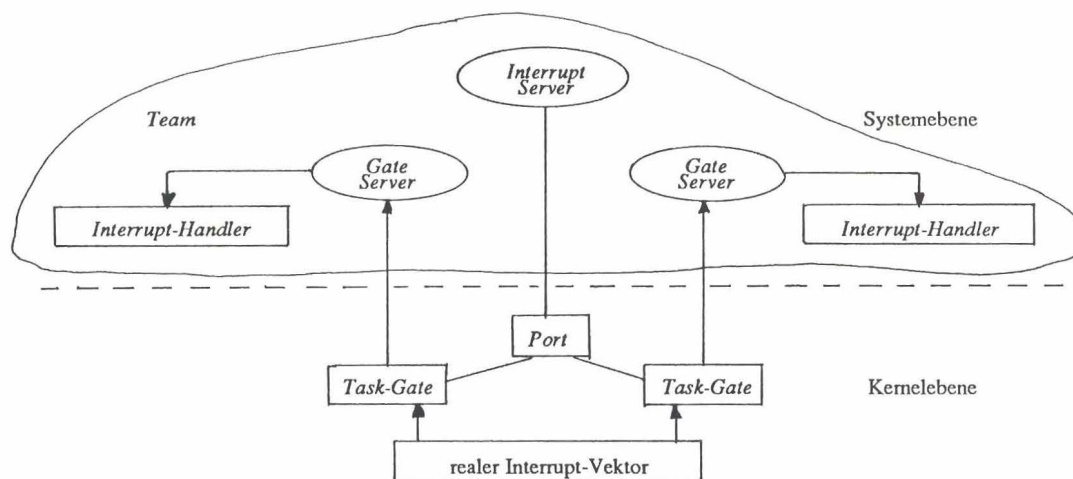 Interrupt
Server
Team
Systemebene
Gate
Server
Gate
Server
Interrupt-Handler
Interrupt-Handler
Port
Task-Gate
Task-Gate
Kernelebene
realer Interrupt-Vektor